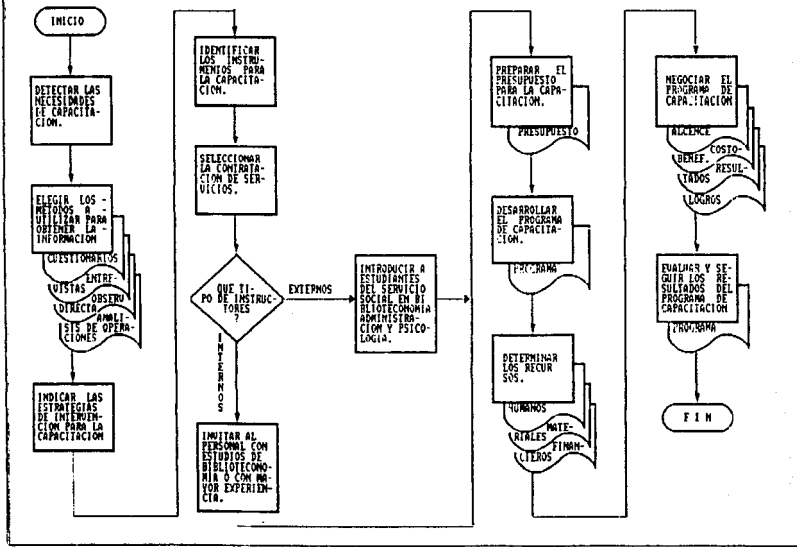 INICIO
DETECTAR LAS
NECESIDADES
DE CAPACITA-
CION.
ELEGIR LOS -
METODOS A -
UTILIZAR PARA
OBTENER LA -
INFORMACION
CUESTIONARIOS
ENTRE-
VISTAS
OBSERV
DIRECTA
ANALI-
SIS DE OPERA-
CIONES
INDICAR LAS
ESTRATEGIAS
DE INTERVEN-
CION PARA LA
CAPACITACION
IDENTIFICAR
LOS INSTRU-
MENTOS PARA
LA CAPACITA-
CION.
SELECCIONAR
LA CONTRATA-
CION DE SER-
VICIOS.
QUE TI-
PO DE INSTRUC-
TORES
?
EXTERNOS
INTERNOS
INVITAR AL
PERSONAL CON
ESTUDIOS DE
BIBLIOTECONO-
MIA O CON MA-
YOR EXPERIEN-
CIA.
INTRODUCIR A
ESTUDIANTES
DEL SERVICIO
SOCIAL EN BI
BLIOTECONOMIA
ADMINISTRA-
CION Y PSICO-
LOGIA.
PREPARAR EL
PRESUPUESTO
PARA LA CAPA-
CITACION.
PRESUPUESTO
DESARROLLAR
EL PROGRAMA
DE CAPACITA-
CION.
PROGRAMA
DETERMINAR
LOS RECUR
SOS.
HUMANOS
MATE-
RIALES
FINAN-
CIEROS
NEGOCIAR EL
PROGRAMA DE
CAPACITACION
ALCENCE
COSTO-
BENEF.
RESUL-
TADOS
LOGROS
EVALUAR Y SE-
GUIR LOS RE-
SULTADOS DEL
PROGRAMA DE
CAPACITACION
PROGRAMA
FIN